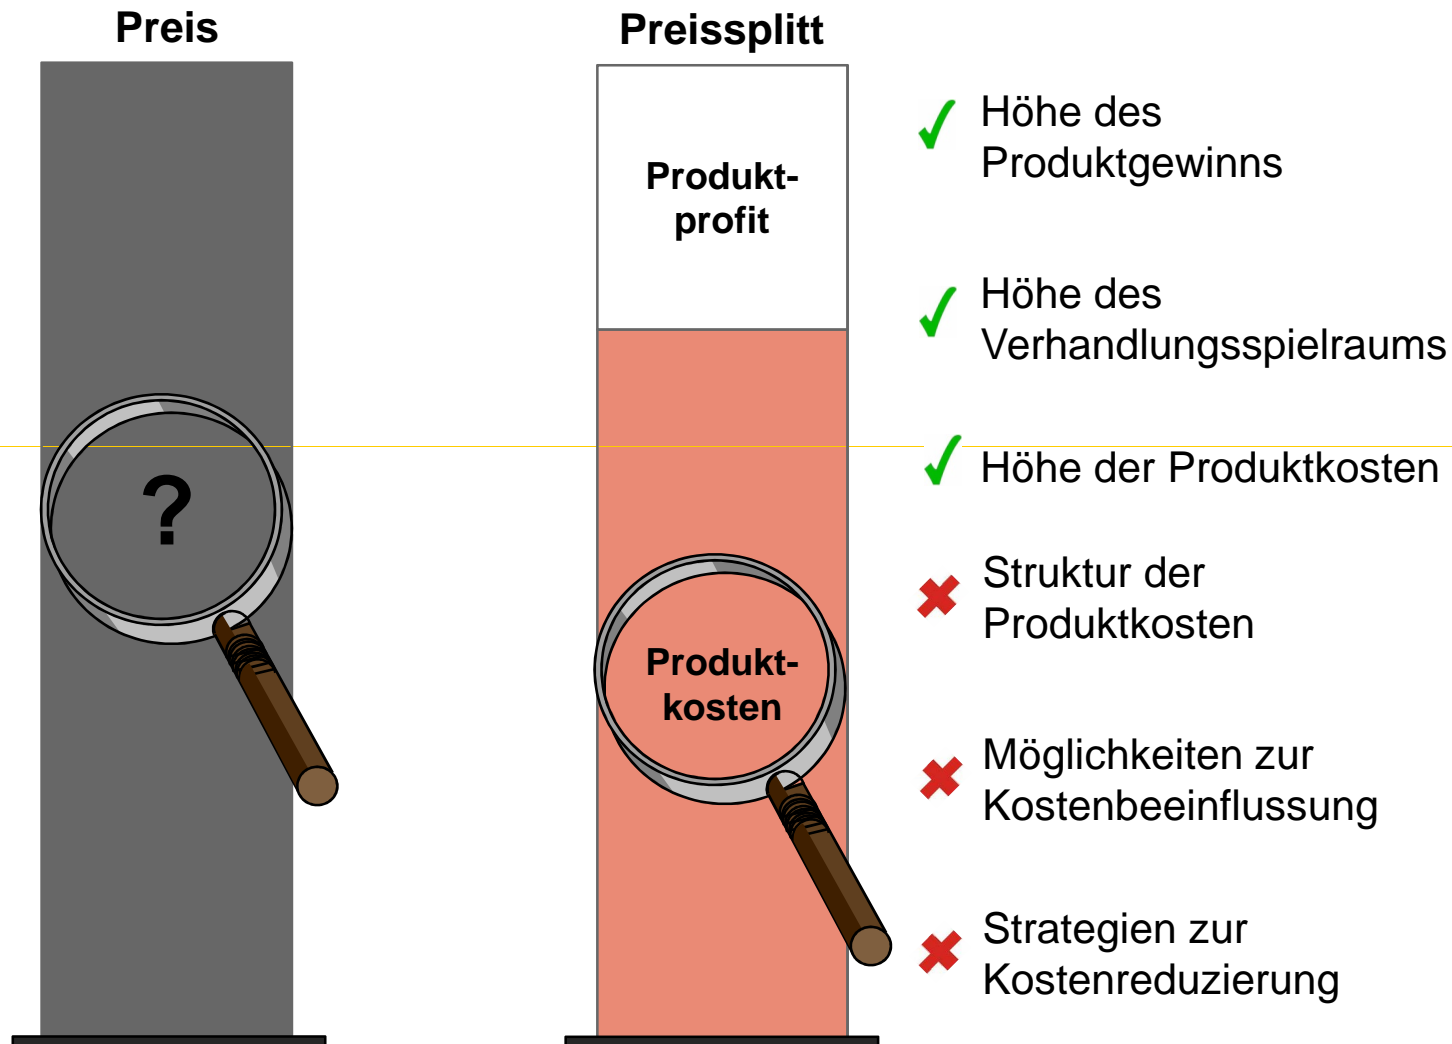 Preis
?
Preissplitt
Produkt-
profit
Produkt-
kosten
Höhe des
Produktgewinns
Höhe des
Verhandlungsspielraums
Höhe der Produktkosten
Struktur der
Produktkosten
Möglichkeiten zur
Kostenbeeinflussung
Strategien zur
Kostenreduzierung